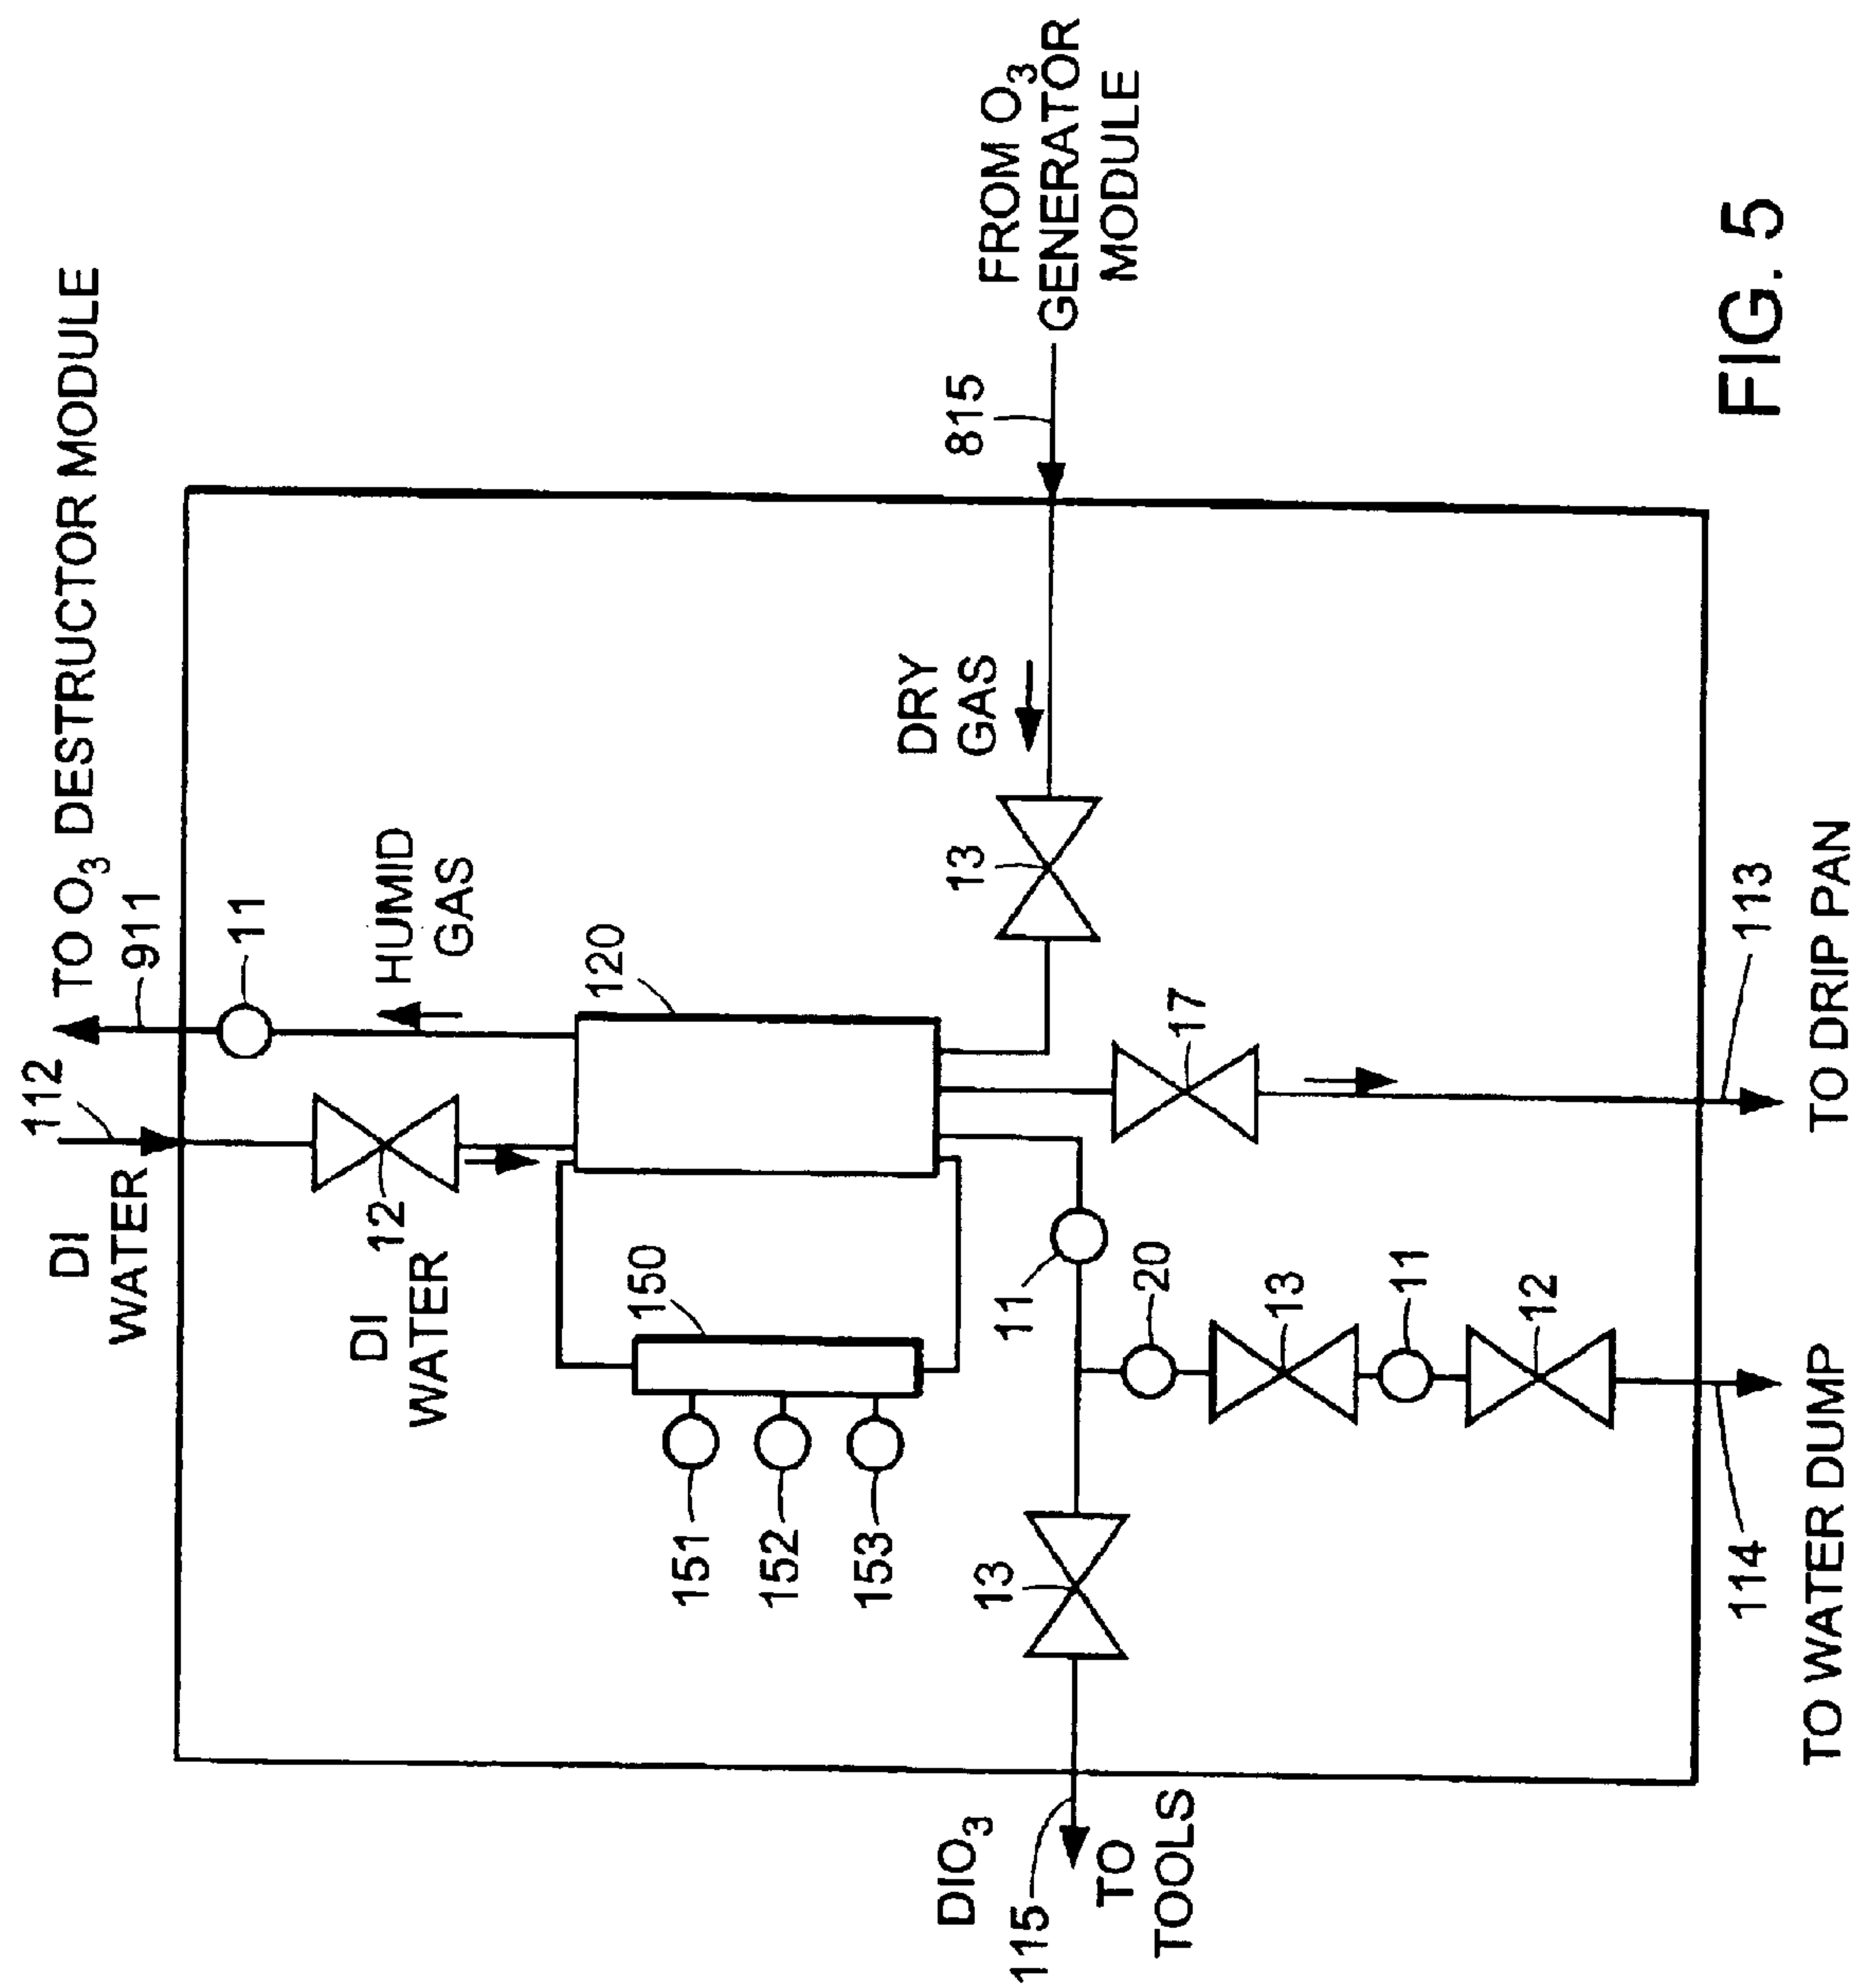 TO O3 DESTRUCTOR MODULE
911
1112
DI
WATER
11
HUMID
GAS
12
DI
WATER
120
150
151
152
153
DRY
GAS
13
815
FROM O3
GENERATOR
MODULE
17
11
20
13
11
12
13
DIO3
115
TO
TOOLS
114
TO WATER DUMP
113
TO DRIP PAN
FIG. 5